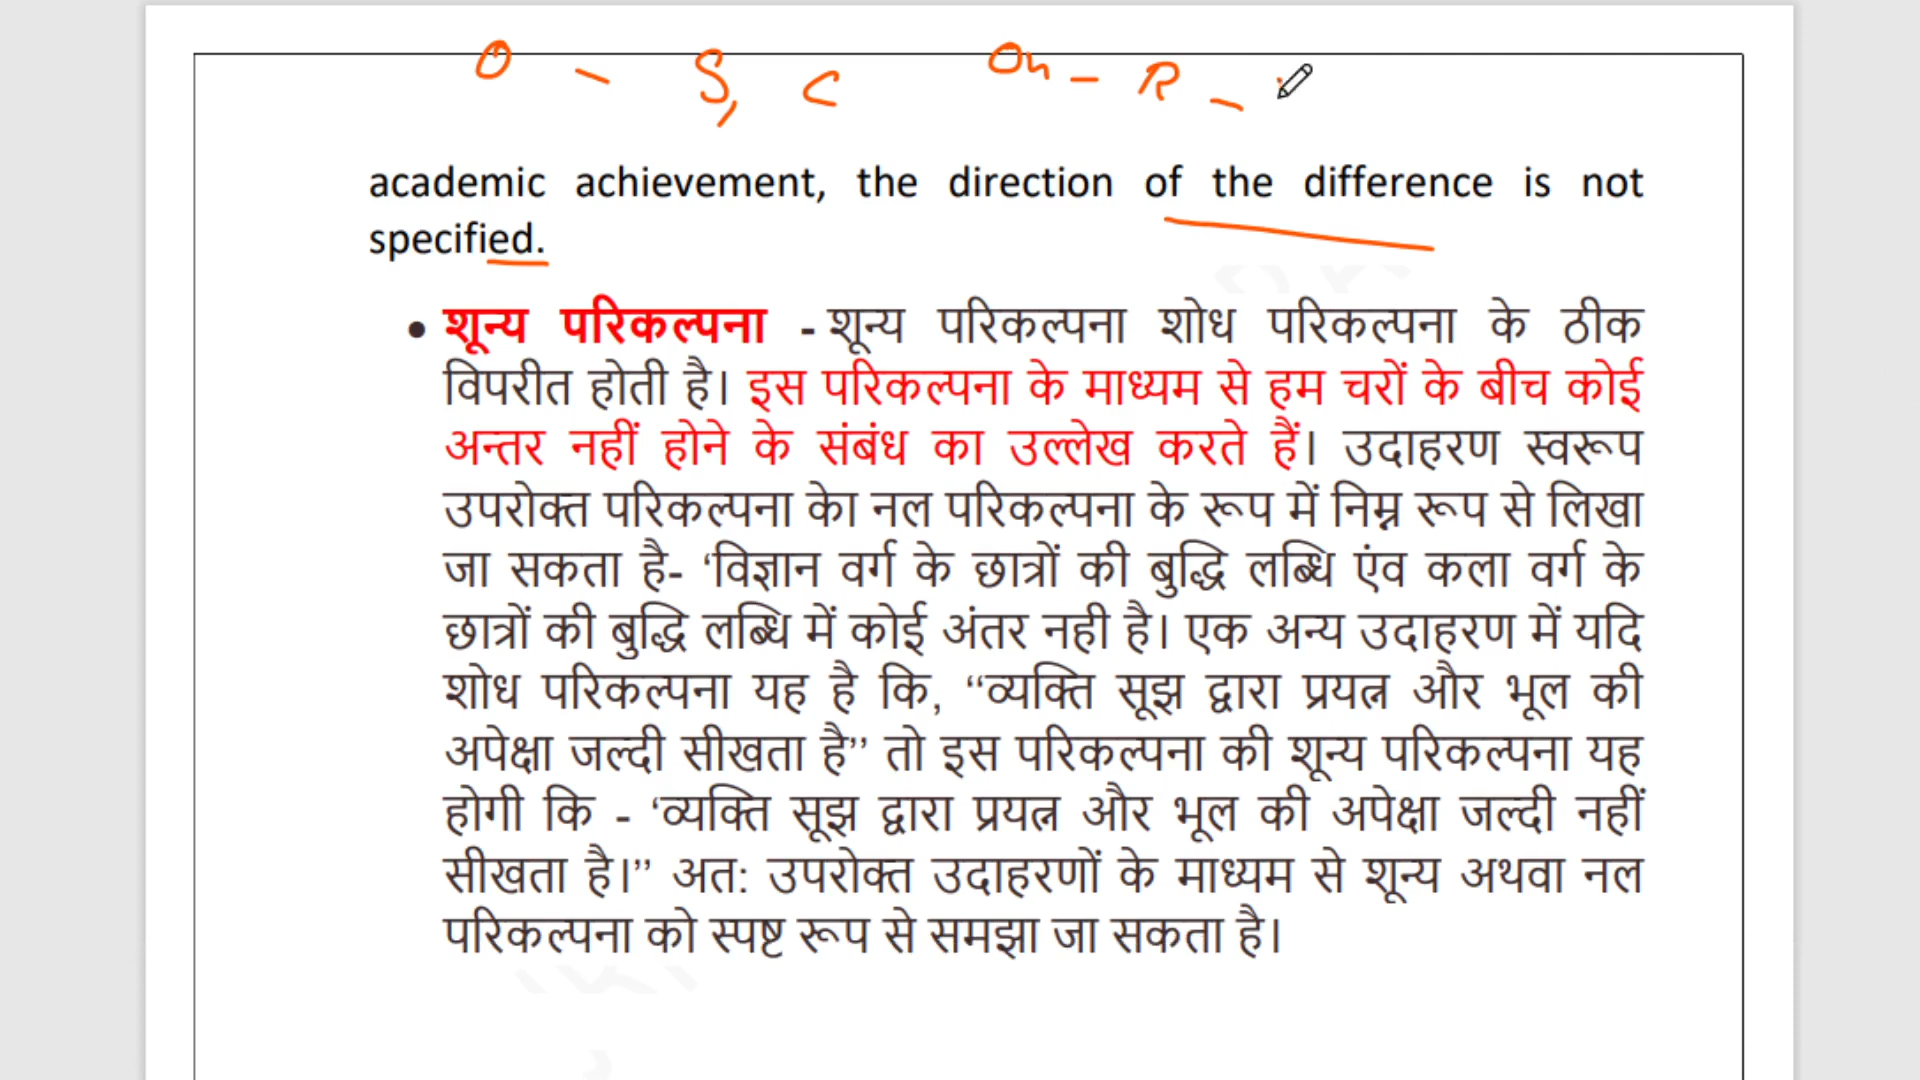 O - S, C On - R -
academic achievement, the direction of the difference is not
specified.
• शून्य परिकल्पना - शून्य परिकल्पना शोध परिकल्पना के ठीक
विपरीत होती है। इस परिकल्पना के माध्यम से हम चरों के बीच कोई
अन्तर नहीं होने के संबंध का उल्लेख करते हैं। उदाहरण स्वरूप
उपरोक्त परिकल्पना केा नल परिकल्पना के रूप में निम्न रूप से लिखा
जा सकता है- ‘विज्ञान वर्ग के छात्रों की बुद्धि लब्धि एंव कला वर्ग के
छात्रों की बुद्धि लब्धि में कोई अंतर नही है। एक अन्य उदाहरण में यदि
शोध परिकल्पना यह है कि, ‘‘व्यक्ति सूझ द्वारा प्रयत्न और भूल की
अपेक्षा जल्दी सीखता है’’ तो इस परिकल्पना की शून्य परिकल्पना यह
होगी कि - ‘व्यक्ति सूझ द्वारा प्रयत्न और भूल की अपेक्षा जल्दी नहीं
सीखता है।’’ अत: उपरोक्त उदाहरणों के माध्यम से शून्य अथवा नल
परिकल्पना को स्पष्ट रूप से समझा जा सकता है।